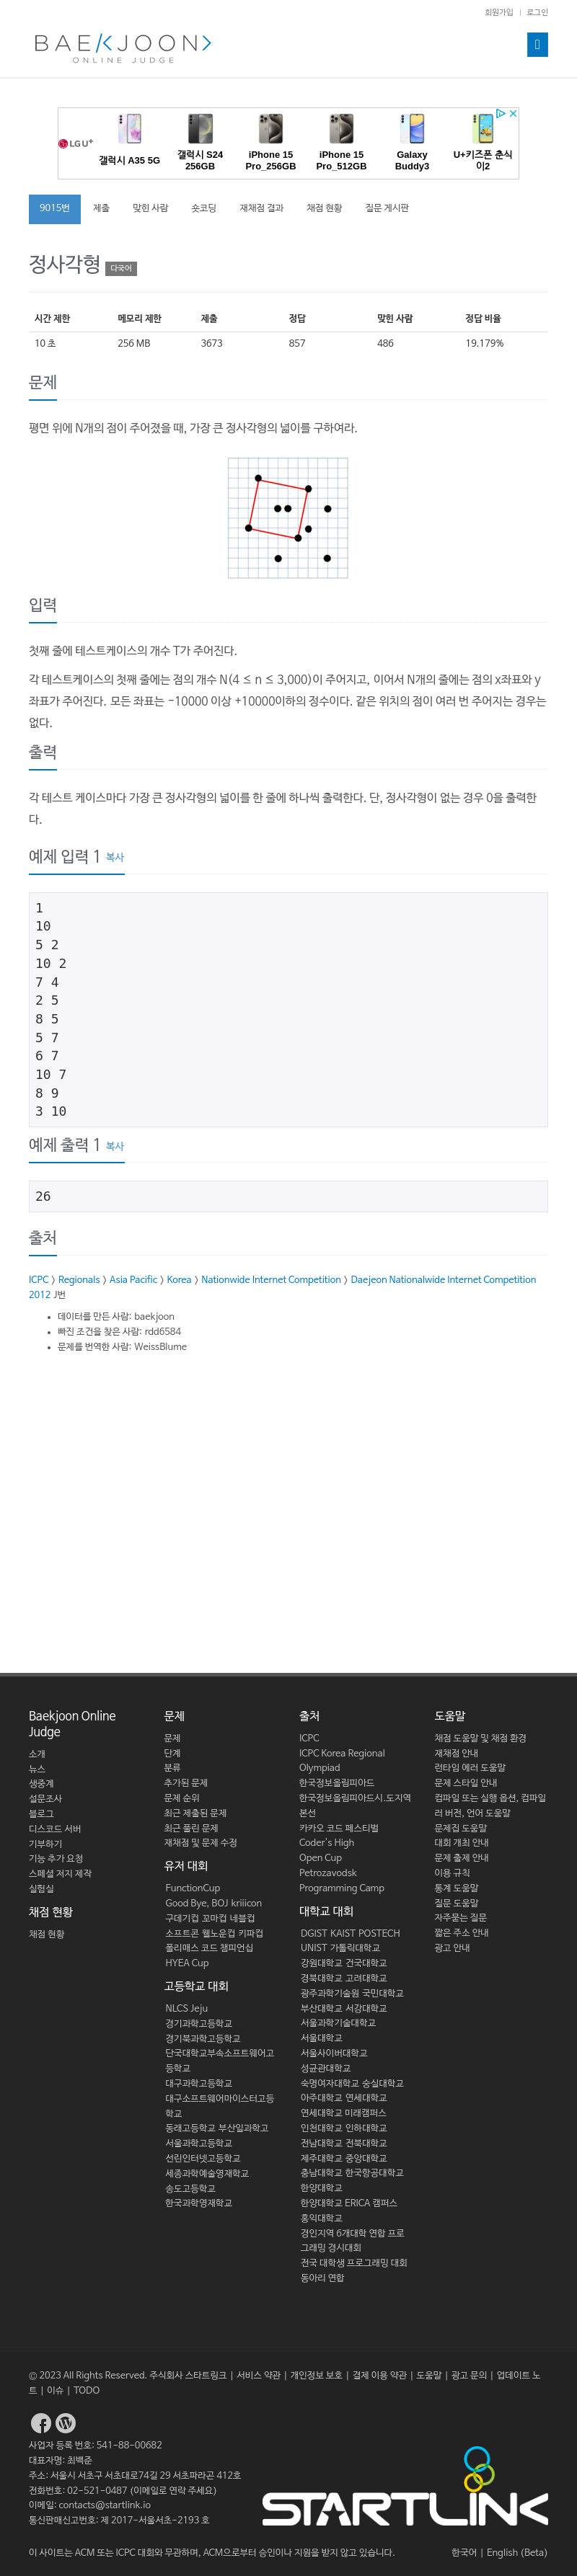 회원가입 | 로그인
BAEKJOON
ONLINE JUDGE
LG U+
갤럭시 A35 5G
갤럭시 S24 256GB
iPhone 15 Pro_256GB
iPhone 15 Pro_512GB
Galaxy Buddy3
U+키즈폰 춘식이2
9015번 제출 맞힌 사람 숏코딩 재채점 결과 채점 현황 질문 게시판
정사각형 다국어
시간 제한 메모리 제한 제출 정답 맞힌 사람 정답 비율
10 초 256 MB 3673 857 486 19.179%
문제
평면 위에 N개의 점이 주어졌을 때, 가장 큰 정사각형의 넓이를 구하여라.
입력
첫째 줄에 테스트케이스의 개수 T가 주어진다.
각 테스트케이스의 첫째 줄에는 점의 개수 N(4 ≤ n ≤ 3,000)이 주어지고, 이어서 N개의 줄에는 점의 x좌표와 y
좌표가 주어진다. 모든 좌표는 -10000 이상 +10000이하의 정수이다. 같은 위치의 점이 여러 번 주어지는 경우는
없다.
출력
각 테스트 케이스마다 가장 큰 정사각형의 넓이를 한 줄에 하나씩 출력한다. 단, 정사각형이 없는 경우 0을 출력한
다.
예제 입력 1 복사
1
10
5 2
10 2
7 4
2 5
8 5
5 7
6 7
10 7
8 9
3 10
예제 출력 1 복사
26
출처
ICPC > Regionals > Asia Pacific > Korea > Nationwide Internet Competition > Daejeon Nationalwide Internet Competition
2012 J번
• 데이터를 만든 사람: baekjoon
• 빠진 조건을 찾은 사람: rdd6584
• 문제를 번역한 사람: WeissBlume
Baekjoon Online
Judge
소개
뉴스
생중계
설문조사
블로그
디스코드 서버
기부하기
기능 추가 요청
스페셜 저지 제작
실험실
채점 현황
채점 현황
문제
문제
단계
분류
추가된 문제
문제 순위
최근 제출된 문제
최근 풀린 문제
재채점 및 문제 수정
유저 대회
FunctionCup
Good Bye, BOJ kriiicon
구데기컵 꼬마컵 네블컵
소프트콘 웰노운컵 키파컵
폴리매스 코드 챔피언십
HYEA Cup
고등학교 대회
NLCS Jeju
경기과학고등학교
경기북과학고등학교
단국대학교부속소프트웨어고
등학교
대구과학고등학교
대구소프트웨어마이스터고등
학교
동래고등학교 부산일과학고
서울과학고등학교
선린인터넷고등학교
세종과학예술영재학교
송도고등학교
한국과학영재학교
출처
ICPC
ICPC Korea Regional
Olympiad
한국정보올림피아드
한국정보올림피아드시.도지역
본선
카카오 코드 페스티벌
Coder's High
Open Cup
Petrozavodsk
Programming Camp
대학교 대회
DGIST KAIST POSTECH
UNIST 가톨릭대학교
강원대학교 건국대학교
경북대학교 고려대학교
광주과학기술원 국민대학교
부산대학교 서강대학교
서울과학기술대학교
서울대학교
서울사이버대학교
성균관대학교
숙명여자대학교 숭실대학교
아주대학교 연세대학교
연세대학교 미래캠퍼스
인천대학교 인하대학교
전남대학교 전북대학교
제주대학교 중앙대학교
충남대학교 한국항공대학교
한양대학교
한양대학교 ERICA 캠퍼스
홍익대학교
경인지역 6개대학 연합 프로
그래밍 경시대회
전국 대학생 프로그래밍 대회
동아리 연합
도움말
채점 도움말 및 채점 환경
재채점 안내
런타임 에러 도움말
문제 스타일 안내
컴파일 또는 실행 옵션, 컴파일
러 버전, 언어 도움말
문제집 도움말
대회 개최 안내
문제 출제 안내
이용 규칙
통계 도움말
질문 도움말
자주묻는 질문
짧은 주소 안내
광고 안내
© 2023 All Rights Reserved. 주식회사 스타트링크 | 서비스 약관 | 개인정보 보호 | 결제 이용 약관 | 도움말 | 광고 문의 | 업데이트 노
트 | 이슈 | TODO
사업자 등록 번호: 541-88-00682
대표자명: 최백준
주소: 서울시 서초구 서초대로74길 29 서초파라곤 412호
전화번호: 02-521-0487 (이메일로 연락 주세요)
이메일: contacts@startlink.io
통신판매신고번호: 제 2017-서울서초-2193 호
STARTLINK
이 사이트는 ACM 또는 ICPC 대회와 무관하며, ACM으로부터 승인이나 지원을 받지 않고 있습니다.
한국어 | English (Beta)